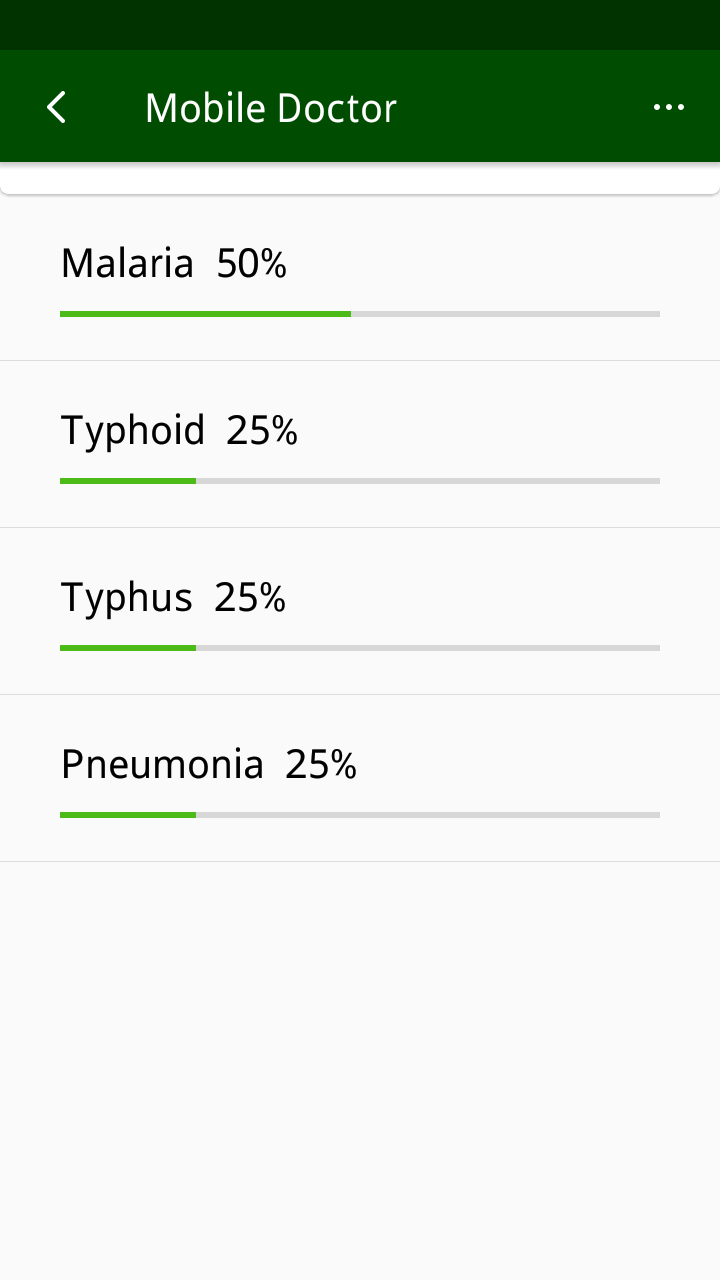 Mobile Doctor
Malaria 50%
Typhoid 25%
Typhus 25%
Pneumonia 25%